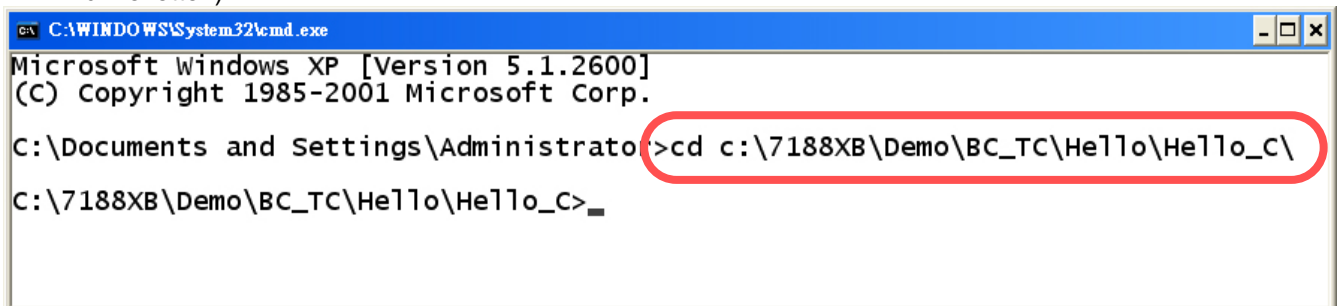 C:\WINDOWS\System32\cmd.exe
Microsoft Windows XP [Version 5.1.2600]
(C) Copyright 1985-2001 Microsoft Corp.
C:\Documents and Settings\Administrator>cd c:\7188XB\Demo\BC_TC\Hello\Hello_C\
C:\7188XB\Demo\BC_TC\Hello\Hello_C>_